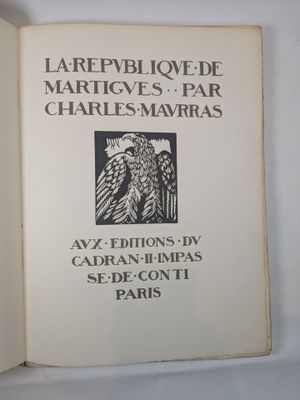 LA·REPVBLIQVE·DE
MARTIGVES··PAR
CHARLES·MAVRRAS
AVX·EDITIONS·DV
CADRAN·II·IMPAS
SE·DE·CONTI
PARIS